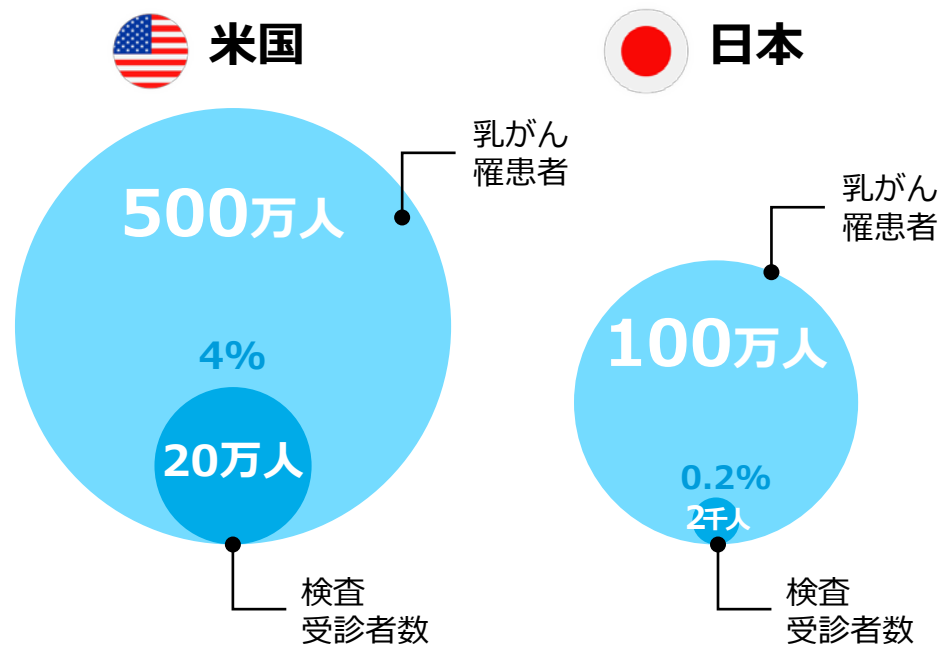 米国
乳がん
罹患者
500万人
4%
20万人
検査
受診者数
日本
乳がん
罹患者
100万人
0.2%
2千人
検査
受診者数